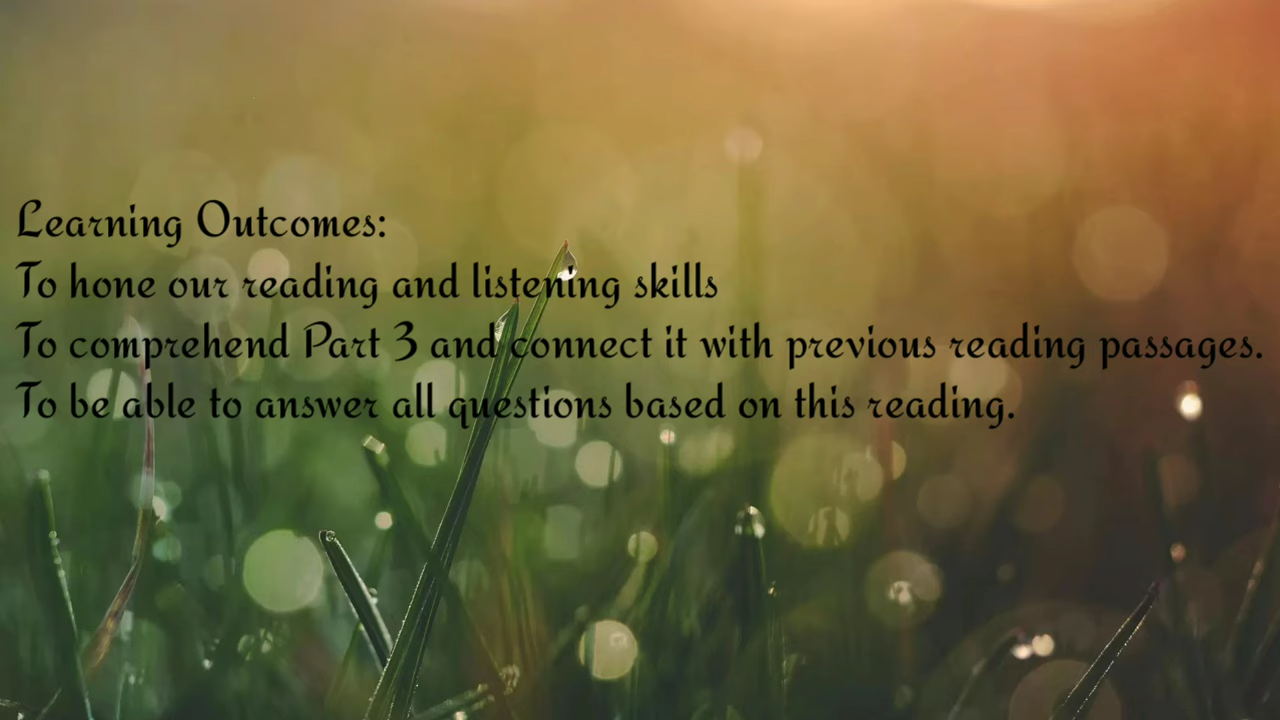 Learning Outcomes:
To hone our reading and listening skills
To comprehend Part 3 and connect it with previous reading passages.
To be able to answer all questions based on this reading.